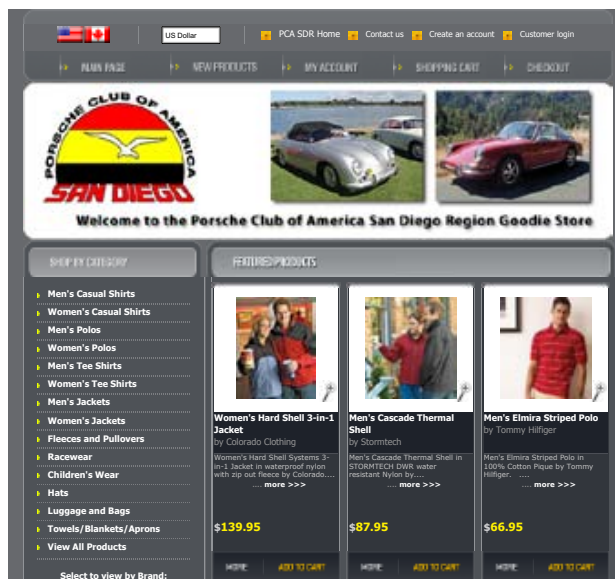 US Dollar
PCA SDR Home
Contact us
Create an account
Customer login
MAIN PAGE
NEW PRODUCTS
MY ACCOUNT
SHOPPING CART
CHECKOUT
PORSCHE CLUB OF AMERICA
SAN DIEGO
Welcome to the Porsche Club of America San Diego Region Goodie Store
SHOP BY CATEGORY
Men's Casual Shirts
Women's Casual Shirts
Men's Polos
Women's Polos
Men's Tee Shirts
Women's Tee Shirts
Men's Jackets
Women's Jackets
Fleeces and Pullovers
Racewear
Children's Wear
Hats
Luggage and Bags
Towels/Blankets/Aprons
View All Products
Select to view by Brand:
FEATURED PRODUCTS
Women's Hard Shell 3-in-1
Jacket
by Colorado Clothing
Women's Hard Shell Systems 3-
in-1 Jacket in waterproof nylon
with zip out fleece by Colorado....
.... more >>>
$139.95
MORE
ADD TO CART
Men's Cascade Thermal
Shell
by Stormtech
Men's Cascade Thermal Shell in
STORMTECH DWR water
resistant Nylon by....
.... more >>>
$87.95
MORE
ADD TO CART
Men's Elmira Striped Polo
by Tommy Hilfiger
Men's Elmira Striped Polo in
100% Cotton Pique by Tommy
Hilfiger. ....
.... more >>>
$66.95
MORE
ADD TO CART